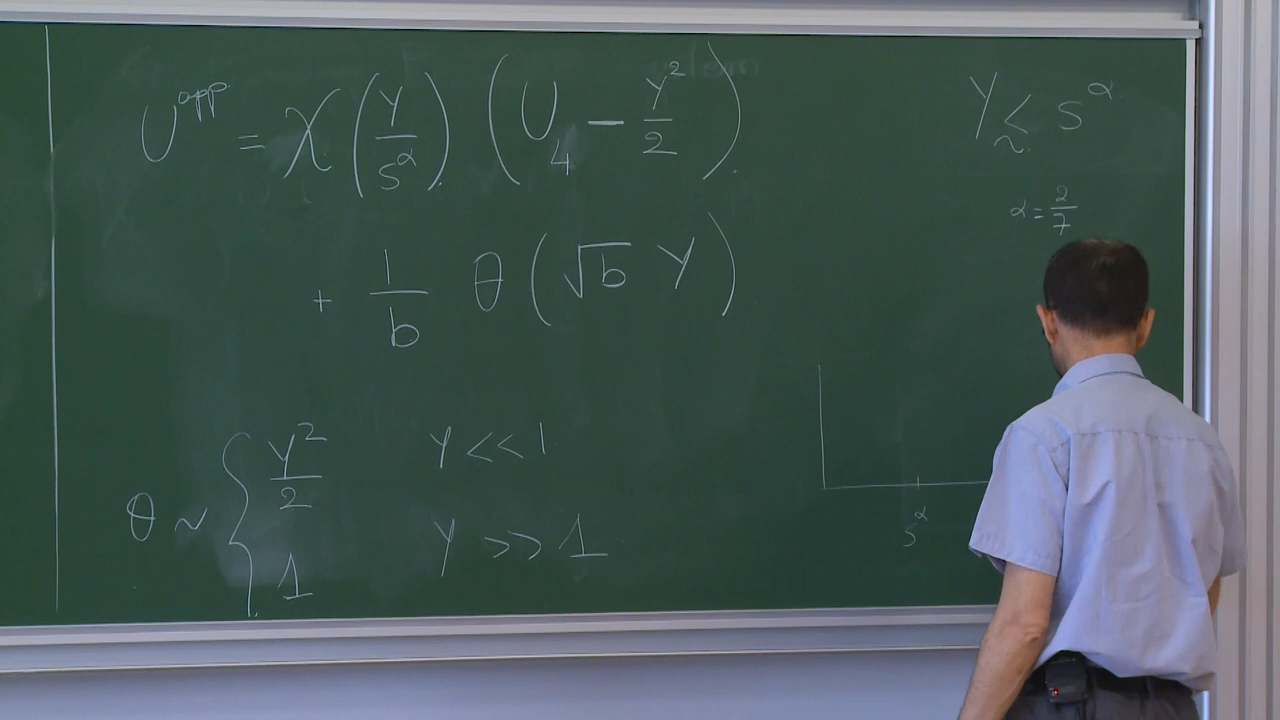 U^app = χ(Y/s^α) (U_4 − Y²/2)
+ 1/b θ(√b Y)
θ ~ { Y²/2 Y << 1
1 Y >> 1
Y ≲ s^α
α = 2/7
s^α